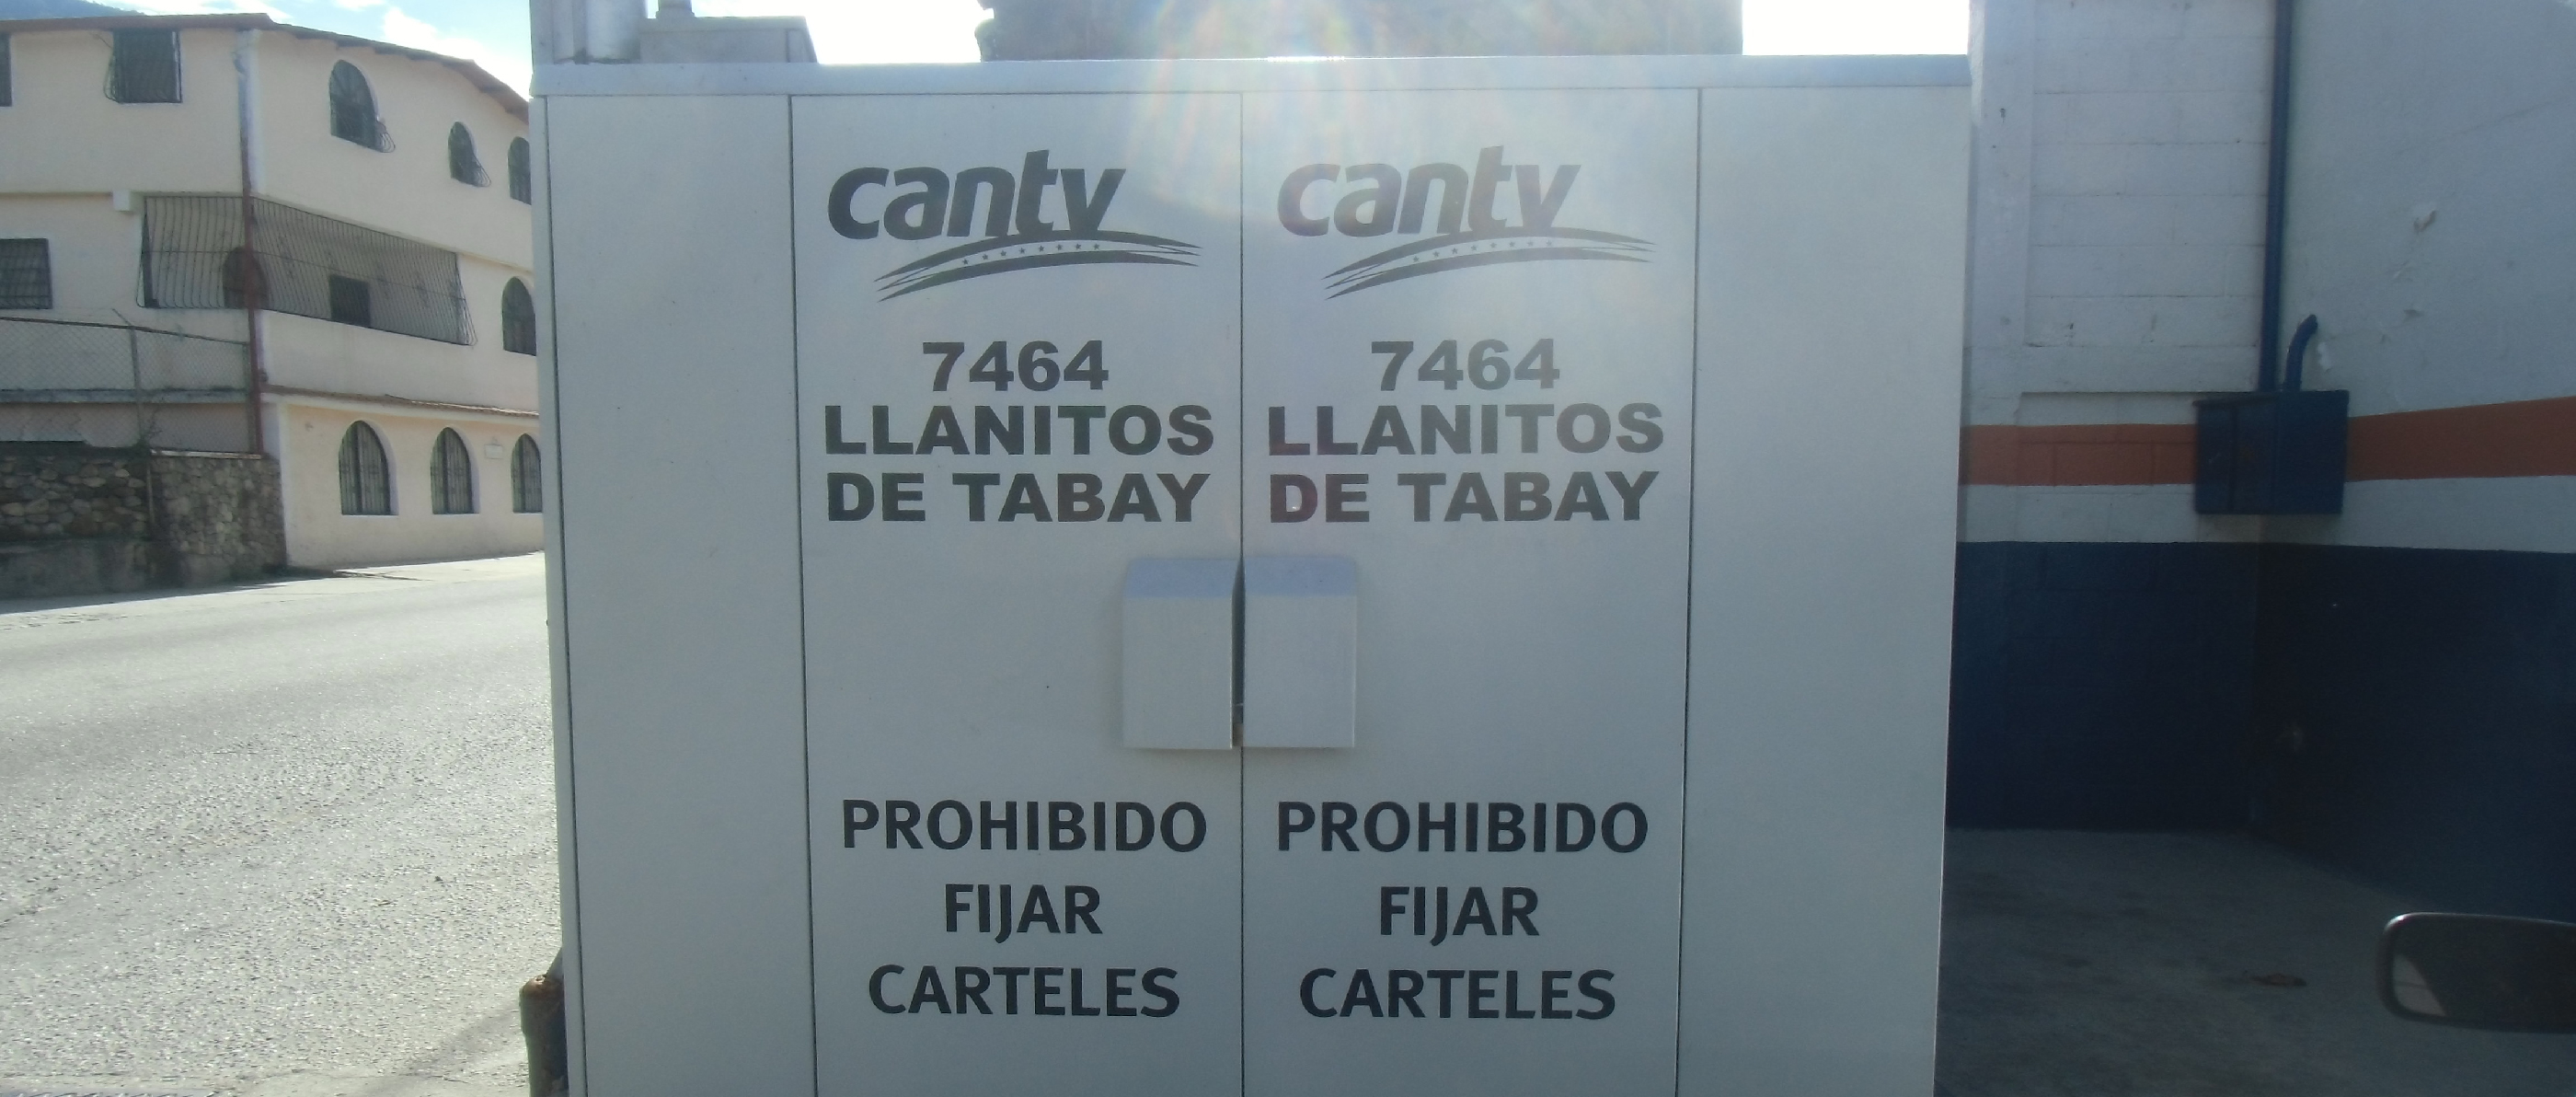 cantv
7464
LLANITOS
DE TABAY
PROHIBIDO
FIJAR
CARTELES
cantv
7464
LLANITOS
DE TABAY
PROHIBIDO
FIJAR
CARTELES